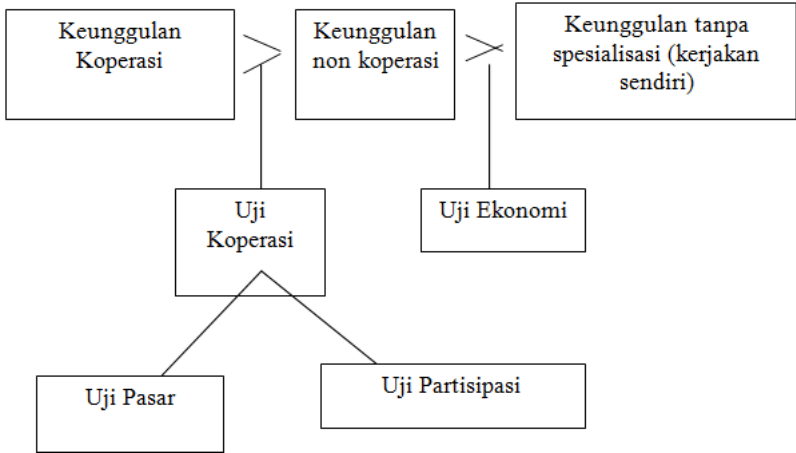 Keunggulan
Koperasi
Keunggulan
non koperasi
Keunggulan tanpa
spesialisasi (kerjakan
sendiri)
Uji
Koperasi
Uji Ekonomi
Uji Pasar
Uji Partisipasi